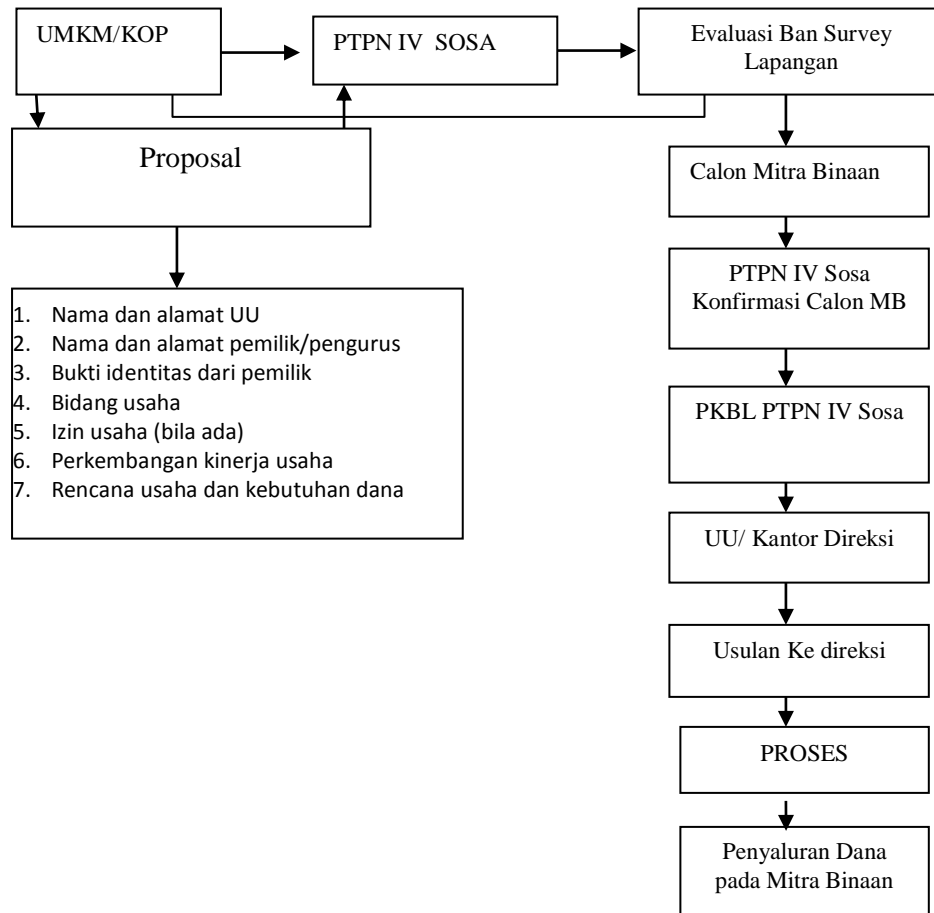 UMKM/KOP
PTPN IV SOSA
Evaluasi Ban Survey
Lapangan
Proposal
1. Nama dan alamat UU
2. Nama dan alamat pemilik/pengurus
3. Bukti identitas dari pemilik
4. Bidang usaha
5. Izin usaha (bila ada)
6. Perkembangan kinerja usaha
7. Rencana usaha dan kebutuhan dana
Calon Mitra Binaan
PTPN IV Sosa
Konfirmasi Calon MB
PKBL PTPN IV Sosa
UU/ Kantor Direksi
Usulan Ke direksi
PROSES
Penyaluran Dana
pada Mitra Binaan